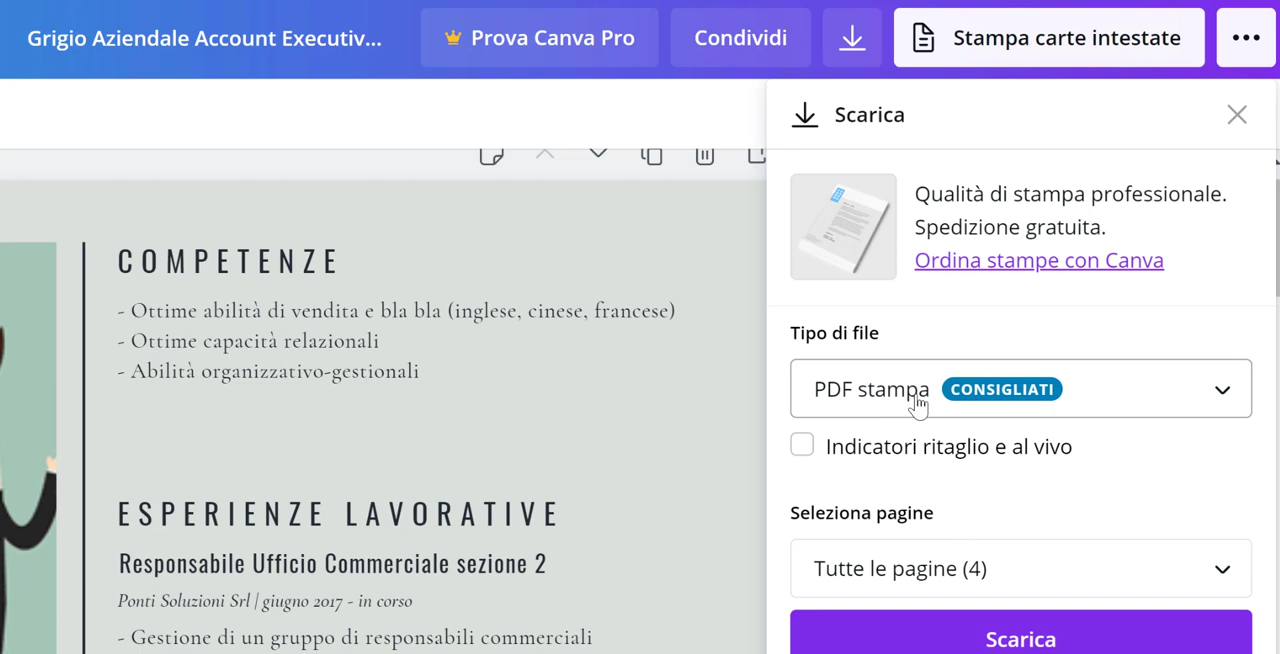 Grigio Aziendale Account Executiv...
Prova Canva Pro
Condividi
Stampa carte intestate
Scarica
Qualità di stampa professionale.
Spedizione gratuita.
Ordina stampe con Canva
Tipo di file
PDF stampa CONSIGLIATI
Indicatori ritaglio e al vivo
Seleziona pagine
Tutte le pagine (4)
Scarica
COMPETENZE
- Ottime abilità di vendita e bla bla (inglese, cinese, francese)
- Ottime capacità relazionali
- Abilità organizzativo-gestionali
ESPERIENZE LAVORATIVE
Responsabile Ufficio Commerciale sezione 2
Ponti Soluzioni Srl | giugno 2017 - in corso
- Gestione di un gruppo di responsabili commerciali